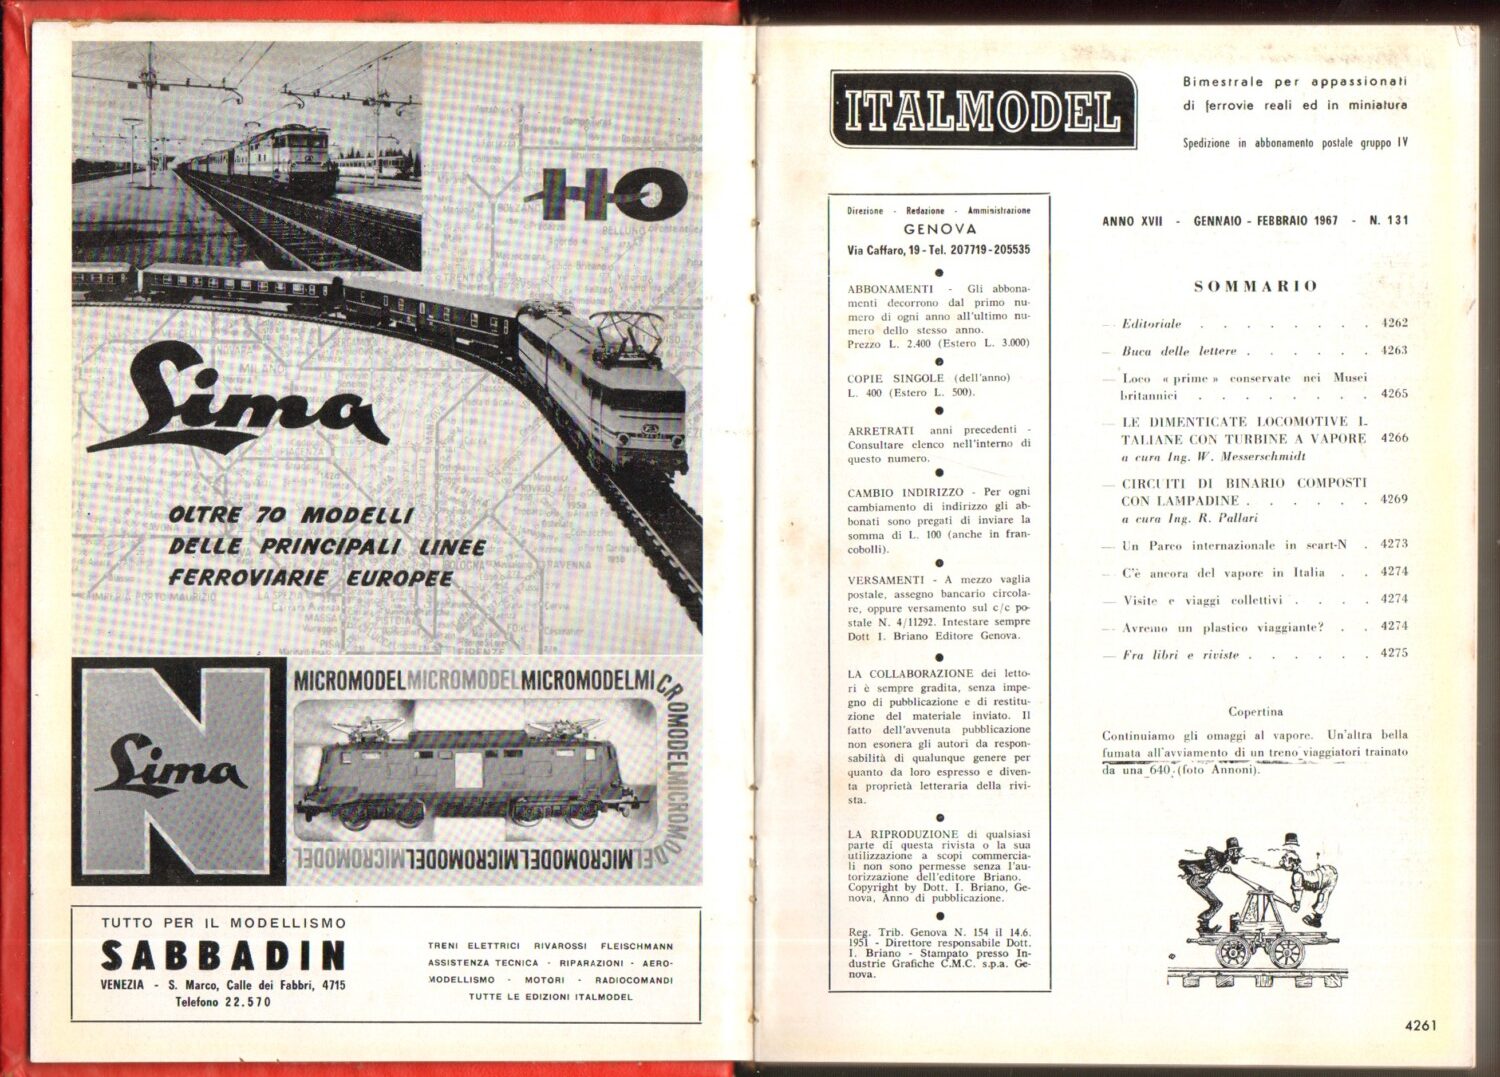 HO
Lima
OLTRE 70 MODELLI
DELLE PRINCIPALI LINEE
FERROVIARIE EUROPEE
N
Lima
MICROMODELMICROMODELMICROMODELMICROMODELMICROMOD
TUTTO PER IL MODELLISMO
SABBADIN
VENEZIA - S. Marco, Calle dei Fabbri, 4715
Telefono 22.570
TRENI ELETTRICI RIVAROSSI FLEISCHMANN
ASSISTENZA TECNICA - RIPARAZIONI - AERO-
MODELLISMO - MOTORI - RADIOCOMANDI
TUTTE LE EDIZIONI ITALMODEL
ITALMODEL
Bimestrale per appassionati
di ferrovie reali ed in miniatura
Spedizione in abbonamento postale gruppo IV
Direzione - Redazione - Amministrazione
GENOVA
Via Caffaro, 19 - Tel. 207719-205535
ABBONAMENTI - Gli abbona-
menti decorrono dal primo nu-
mero di ogni anno all'ultimo nu-
mero dello stesso anno.
Prezzo L. 2.400 (Estero L. 3.000)
COPIE SINGOLE (dell'anno)
L. 400 (Estero L. 500).
ARRETRATI anni precedenti -
Consultare elenco nell'interno di
questo numero.
CAMBIO INDIRIZZO - Per ogni
cambiamento di indirizzo gli ab-
bonati sono pregati di inviare la
somma di L. 100 (anche in fran-
cobolli).
VERSAMENTI - A mezzo vaglia
postale, assegno bancario circola-
re, oppure versamento sul c/c po-
stale N. 4/11292. Intestare sempre
Dott I. Briano Editore Genova.
LA COLLABORAZIONE dei letto-
ri è sempre gradita, senza impe-
gno di pubblicazione e di restitu-
zione del materiale inviato. Il
fatto dell'avvenuta pubblicazione
non esonera gli autori da respon-
sabilità di qualunque genere per
quanto da loro espresso e diven-
ta proprietà letteraria della rivi-
sta.
LA RIPRODUZIONE di qualsiasi
parte di questa rivista o la sua
utilizzazione a scopi commercia-
li non sono permesse senza l'au-
torizzazione dell'editore Briano.
Copyright by Dott. I. Briano, Ge-
nova, Anno di pubblicazione.
Reg. Trib. Genova N. 154 il 14.6.
1951 - Direttore responsabile Dott.
I. Briano - Stampato presso In-
dustrie Grafiche C.M.C. s.p.a. Ge-
nova.
ANNO XVII - GENNAIO - FEBBRAIO 1967 - N. 131
SOMMARIO
— Editoriale . . . . . . . . 4262
— Buca delle lettere . . . . . . 4263
— Loco « prime » conservate nei Musei
britannici . . . . . . . . 4265
— LE DIMENTICATE LOCOMOTIVE I-
TALIANE CON TURBINE A VAPORE 4266
a cura Ing. W. Messerschmidt
— CIRCUITI DI BINARIO COMPOSTI
CON LAMPADINE . . . . . . 4269
a cura Ing. R. Pallari
— Un Parco internazionale in scart-N . 4273
— C'è ancora del vapore in Italia . . 4274
— Visite e viaggi collettivi . . . . 4274
— Avremo un plastico viaggiante? . . 4274
— Fra libri e riviste . . . . . . 4275
Copertina
Continuiamo gli omaggi al vapore. Un'altra bella
fumata all'avviamento di un treno viaggiatori trainato
da una 640. (foto Annoni).
4261